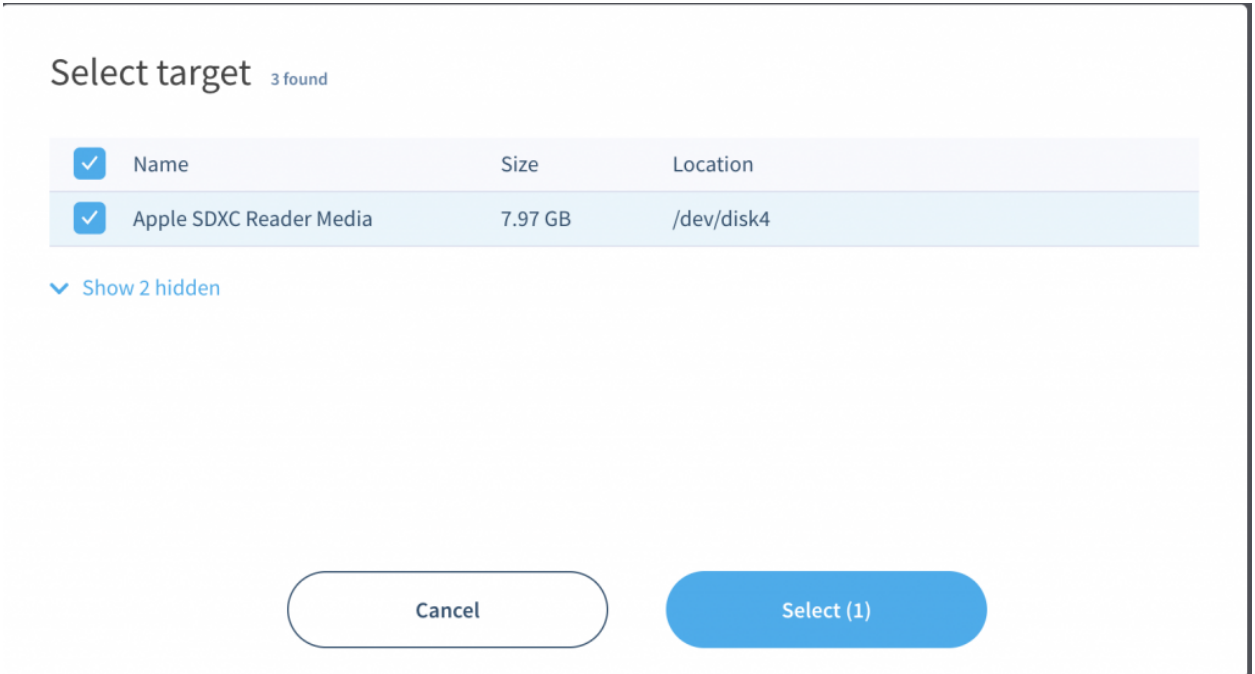 Select target 3 found
Name Size Location
Apple SDXC Reader Media 7.97 GB /dev/disk4
Show 2 hidden
Cancel Select (1)